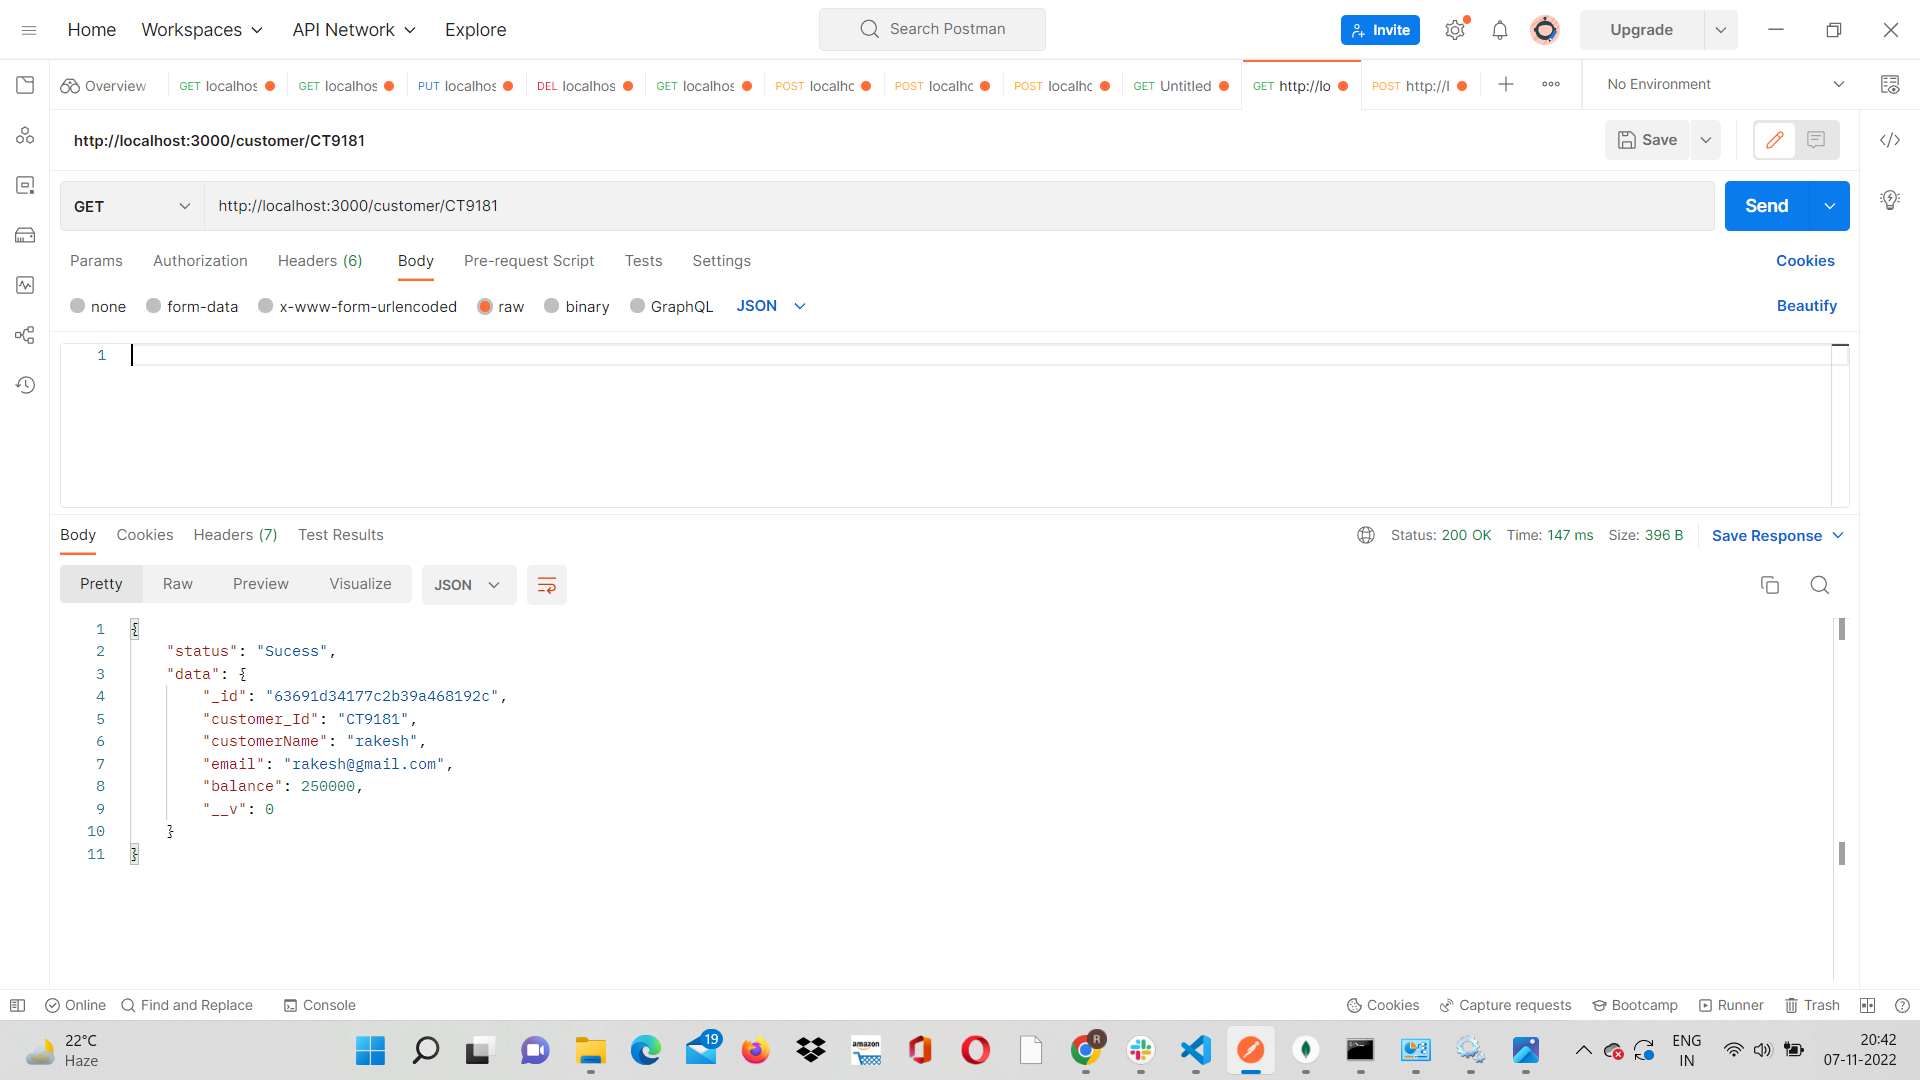 Home Workspaces API Network Explore Search Postman Invite Upgrade
Overview GET localhos GET localhos PUT localhos DEL localhos GET localhos POST localhc POST localhc POST localhc GET Untitled GET http://lo POST http://l No Environment
http://localhost:3000/customer/CT9181 Save
GET http://localhost:3000/customer/CT9181 Send
Params Authorization Headers (6) Body Pre-request Script Tests Settings Cookies
none form-data x-www-form-urlencoded raw binary GraphQL JSON Beautify
1
Body Cookies Headers (7) Test Results Status: 200 OK Time: 147 ms Size: 396 B Save Response
Pretty Raw Preview Visualize JSON
1 {
2 "status": "Sucess",
3 "data": {
4 "_id": "63691d34177c2b39a468192c",
5 "customer_Id": "CT9181",
6 "customerName": "rakesh",
7 "email": "rakesh@gmail.com",
8 "balance": 250000,
9 "__v": 0
10 }
11 }
Online Find and Replace Console Cookies Capture requests Bootcamp Runner Trash
22°C
Haze
19
amazon
R
ENG
IN
20:42
07-11-2022